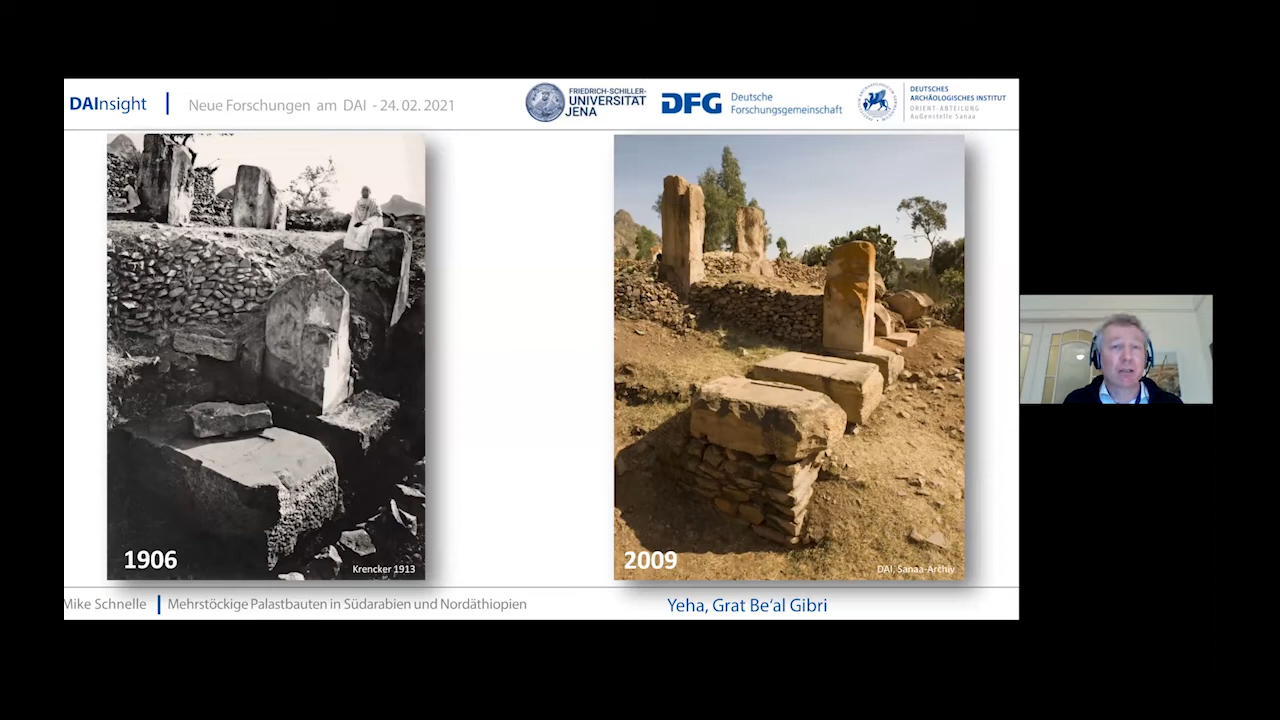 DAInsight | Neue Forschungen am DAI - 24.02.2021
FRIEDRICH-SCHILLER-
UNIVERSITÄT
JENA
DFG Deutsche
Forschungsgemeinschaft
DEUTSCHES
ARCHÄOLOGISCHES INSTITUT
ORIENT-ABTEILUNG
Außenstelle Sanaa
1906
Krencker 1913
2009
DAI, Sanaa-Archiv
Mike Schnelle | Mehrstöckige Palastbauten in Südarabien und Nordäthiopien
Yeha, Grat Be‘al Gibri